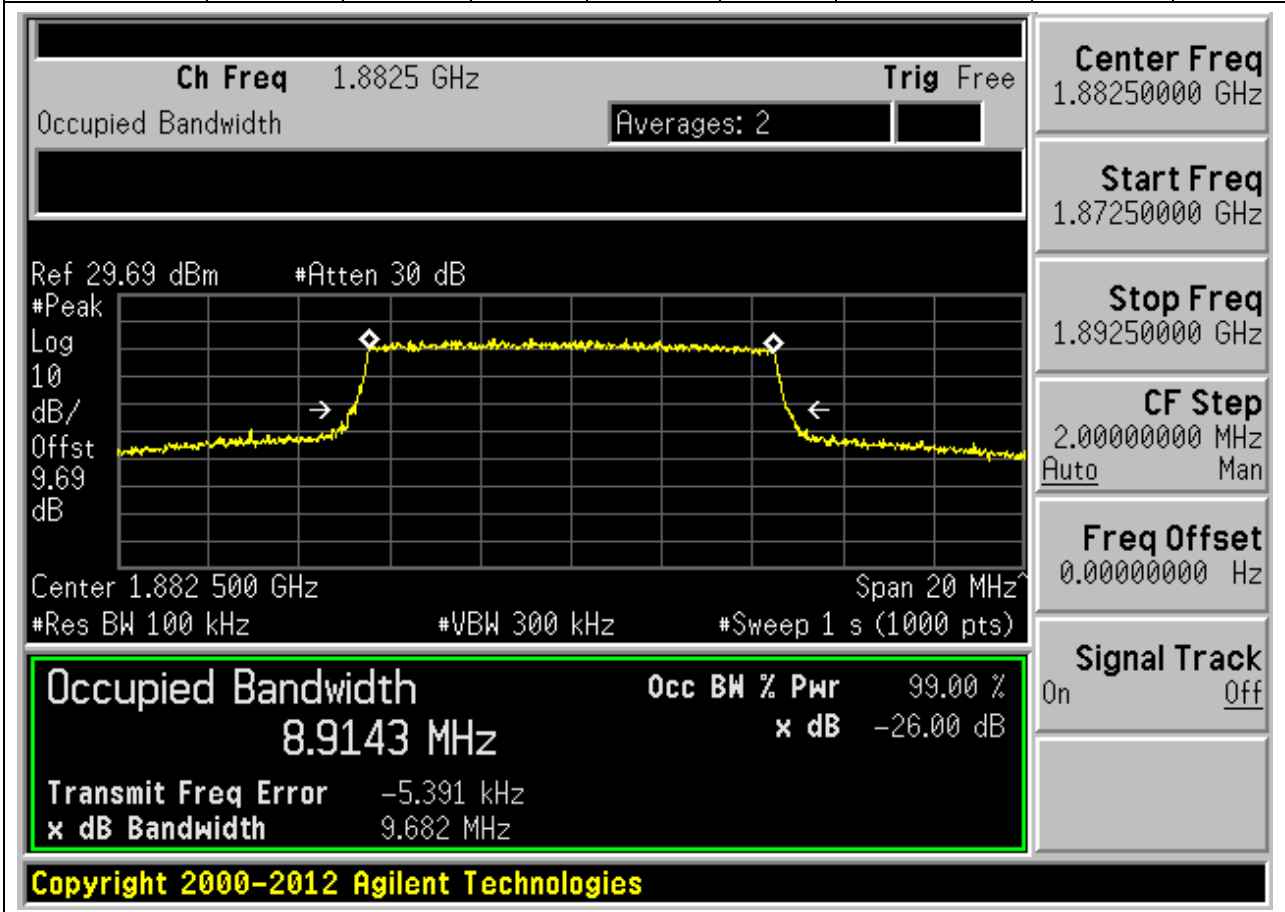 Ch Freq 1.8825 GHz Trig Free
Occupied Bandwidth Averages: 2
Ref 29.69 dBm #Atten 30 dB
#Peak
Log
10
dB/
Offst
9.69
dB
Center 1.882 500 GHz Span 20 MHz^
#Res BW 100 kHz #VBW 300 kHz #Sweep 1 s (1000 pts)
Occupied Bandwidth Occ BW % Pwr 99.00 %
8.9143 MHz x dB -26.00 dB
Transmit Freq Error -5.391 kHz
x dB Bandwidth 9.682 MHz
Copyright 2000-2012 Agilent Technologies
Center Freq
1.88250000 GHz
Start Freq
1.87250000 GHz
Stop Freq
1.89250000 GHz
CF Step
2.00000000 MHz
Auto Man
Freq Offset
0.00000000 Hz
Signal Track
On Off